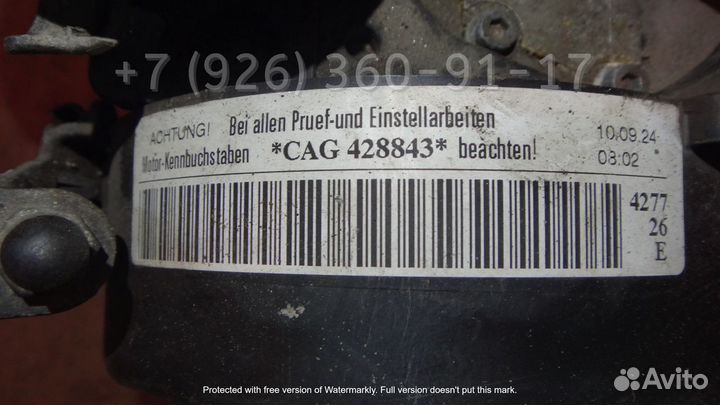 +7 (926) 360-91-17
ACHTUNG! Bei allen Pruef-und Einstellarbeiten 10.09.24
Motor-Kennbuchstaben *CAG 428843* beachten! 08:02
4277
26
E
Protected with free version of Watermarkly. Full version doesn't put this mark.
Avito